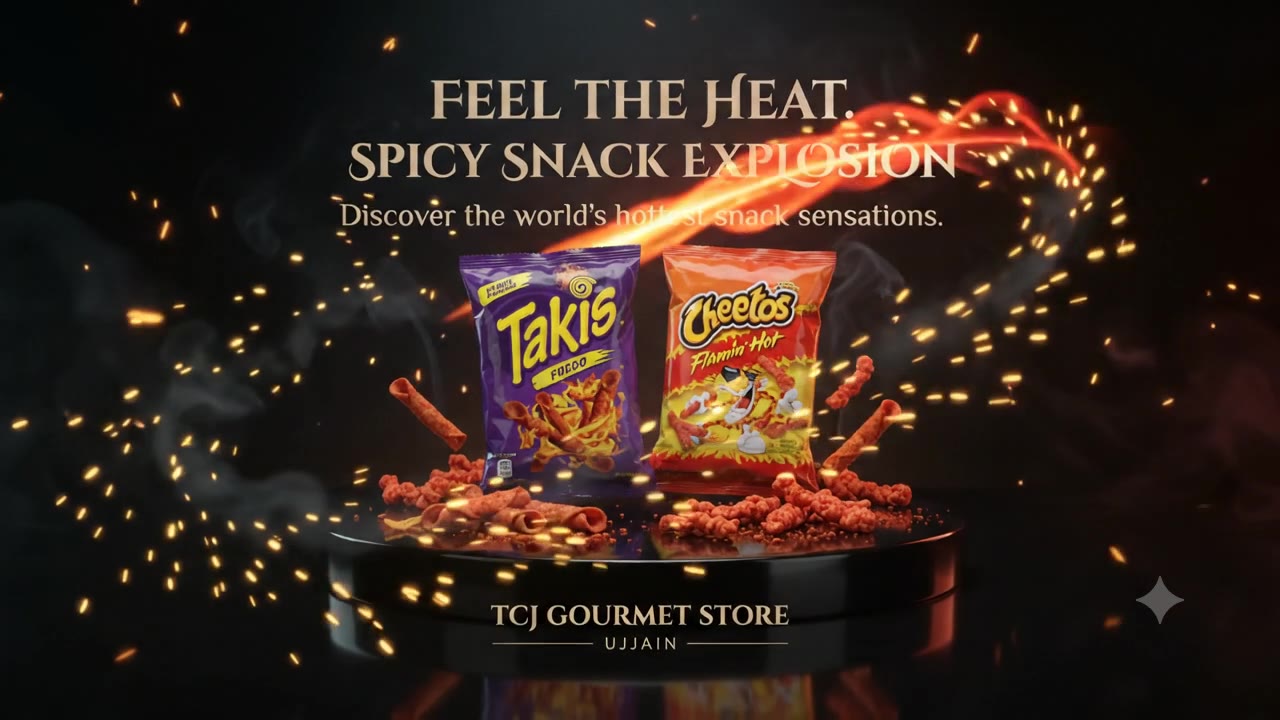 FEEL THE HEAT.
SPICY SNACK EXPLOSION
Discover the world's hottest snack sensations.
Takis
FUEGO
Cheetos
Flamin' Hot
TCJ GOURMET STORE
UJJAIN